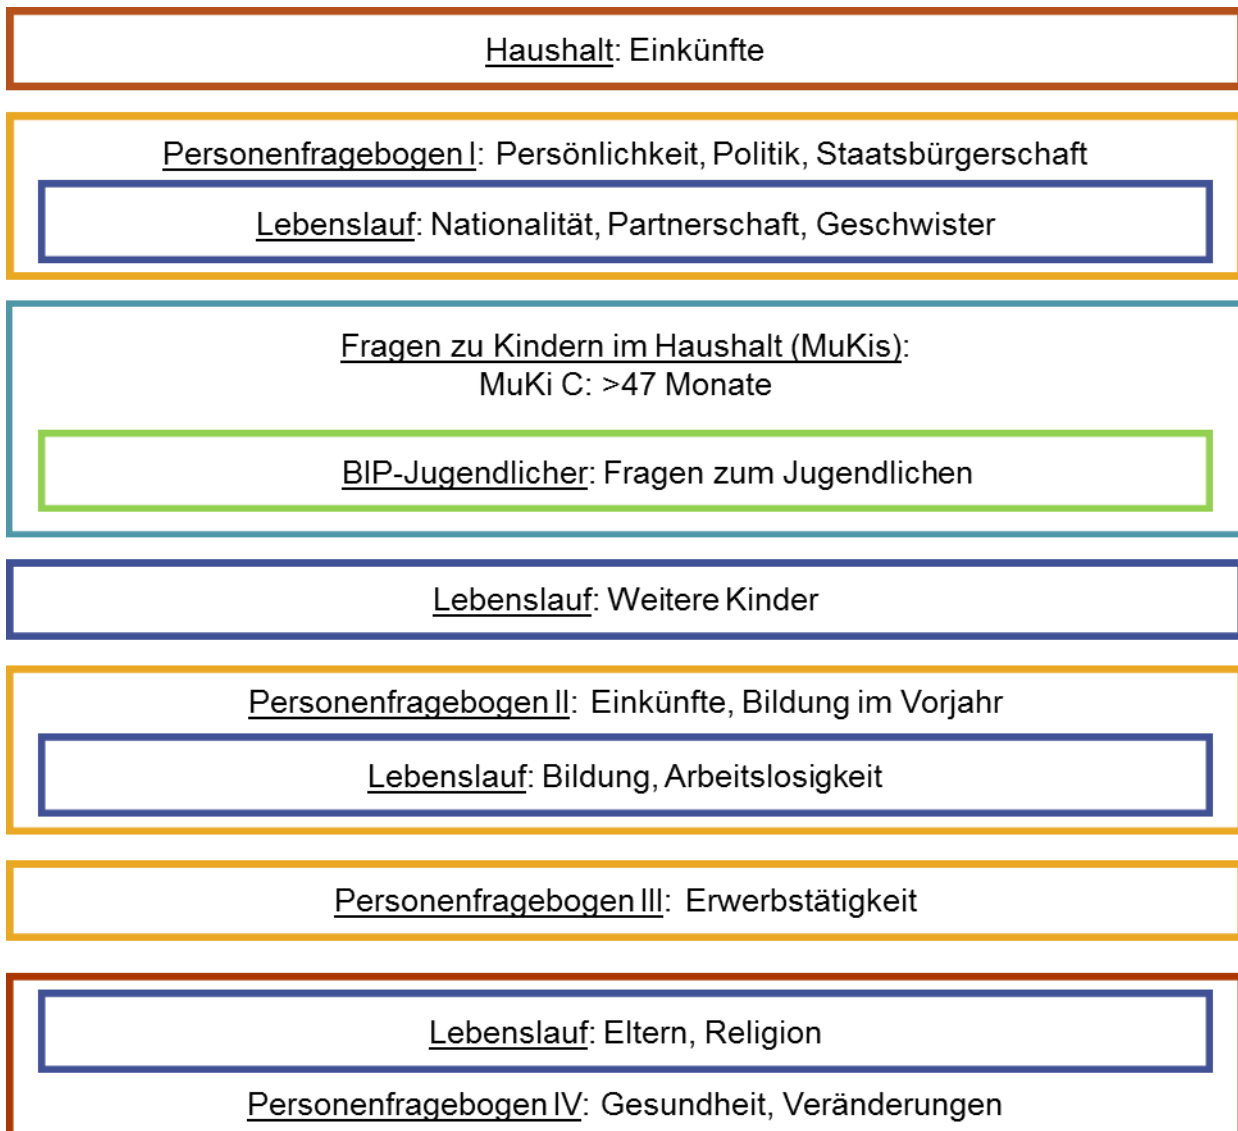 Haushalt: Einkünfte
Personenfragebogen I: Persönlichkeit, Politik, Staatsbürgerschaft
Lebenslauf: Nationalität, Partnerschaft, Geschwister
Fragen zu Kindern im Haushalt (MuKis):
MuKi C: >47 Monate
BIP-Jugendlicher: Fragen zum Jugendlichen
Lebenslauf: Weitere Kinder
Personenfragebogen II: Einkünfte, Bildung im Vorjahr
Lebenslauf: Bildung, Arbeitslosigkeit
Personenfragebogen III: Erwerbstätigkeit
Lebenslauf: Eltern, Religion
Personenfragebogen IV: Gesundheit, Veränderungen